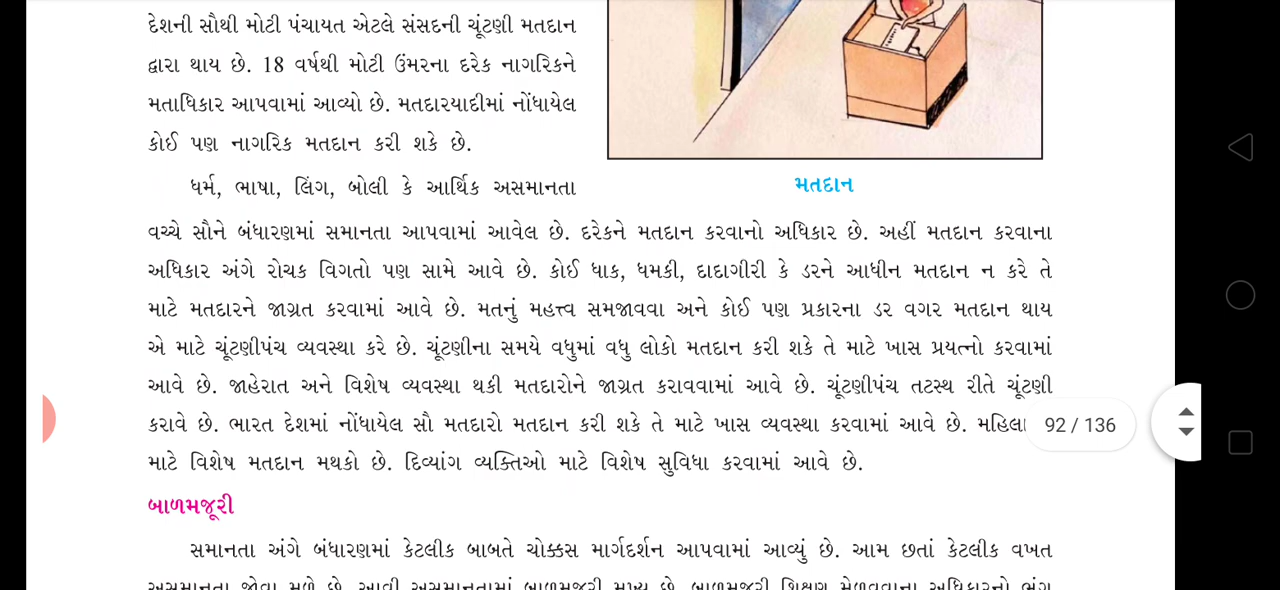 દેશની સૌથી મોટી પંચાયત એટલે સંસદની ચૂંટણી મતદાન
દ્વારા થાય છે. 18 વર્ષથી મોટી ઉંમરના દરેક નાગરિકને
મતાધિકાર આપવામાં આવ્યો છે. મતદારયાદીમાં નોંધાયેલ
કોઈ પણ નાગરિક મતદાન કરી શકે છે.
મતદાન
ધર્મ, ભાષા, લિંગ, બોલી કે આર્થિક અસમાનતા
વચ્ચે સૌને બંધારણમાં સમાનતા આપવામાં આવેલ છે. દરેકને મતદાન કરવાનો અધિકાર છે. અહીં મતદાન કરવાના
અધિકાર અંગે રોચક વિગતો પણ સામે આવે છે. કોઈ ધાક, ધમકી, દાદાગીરી કે ડરને આધીન મતદાન ન કરે તે
માટે મતદારને જાગ્રત કરવામાં આવે છે. મતનું મહત્ત્વ સમજાવવા અને કોઈ પણ પ્રકારના ડર વગર મતદાન થાય
એ માટે ચૂંટણીપંચ વ્યવસ્થા કરે છે. ચૂંટણીના સમયે વધુમાં વધુ લોકો મતદાન કરી શકે તે માટે ખાસ પ્રયત્નો કરવામાં
આવે છે. જાહેરાત અને વિશેષ વ્યવસ્થા થકી મતદારોને જાગ્રત કરાવવામાં આવે છે. ચૂંટણીપંચ તટસ્થ રીતે ચૂંટણી
કરાવે છે. ભારત દેશમાં નોંધાયેલ સૌ મતદારો મતદાન કરી શકે તે માટે ખાસ વ્યવસ્થા કરવામાં આવે છે.
92 / 136
માટે વિશેષ મતદાન મથકો છે. દિવ્યાંગ વ્યક્તિઓ માટે વિશેષ સુવિધા કરવામાં આવે છે.
બાળમજૂરી
સમાનતા અંગે બંધારણમાં કેટલીક બાબતે ચોક્કસ માર્ગદર્શન આપવામાં આવ્યું છે. આમ છતાં કેટલીક વખત